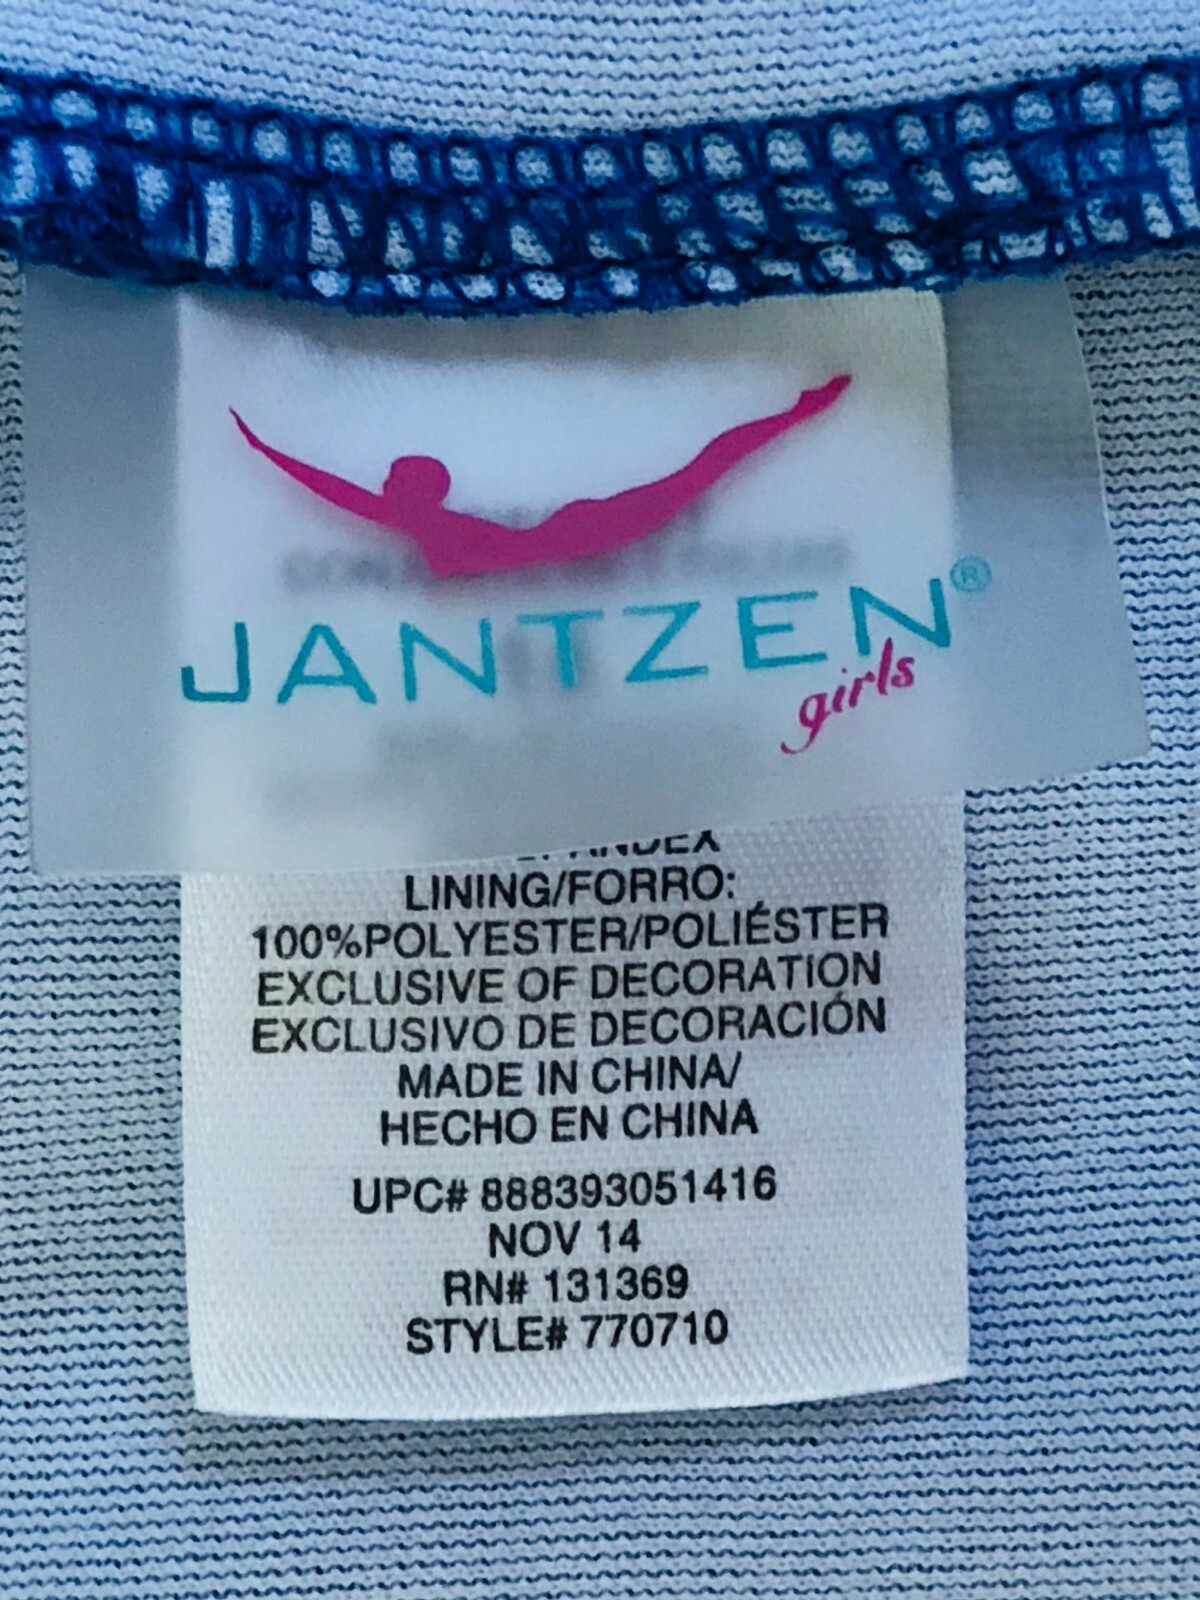 JANTZEN®
girls
LINING/FORRO:
100%POLYESTER/POLIÉSTER
EXCLUSIVE OF DECORATION
EXCLUSIVO DE DECORACIÓN
MADE IN CHINA/
HECHO EN CHINA
UPC# 888393051416
NOV 14
RN# 131369
STYLE# 770710